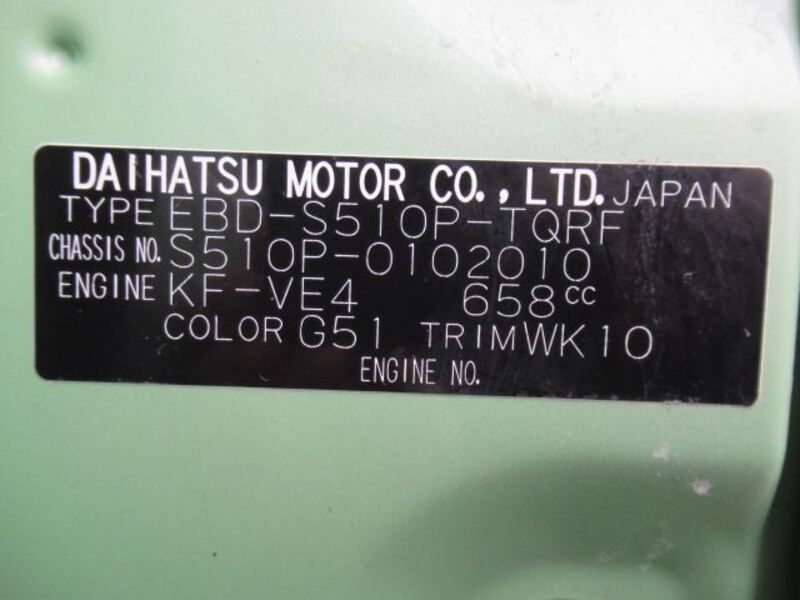 DAIHATSU MOTOR CO., LTD. JAPAN
TYPE EBD-S510P-TQRF
CHASSIS NO. S510P-0102010
ENGINE KF-VE4 658cc
COLOR G51 TRIM WK10
ENGINE NO.